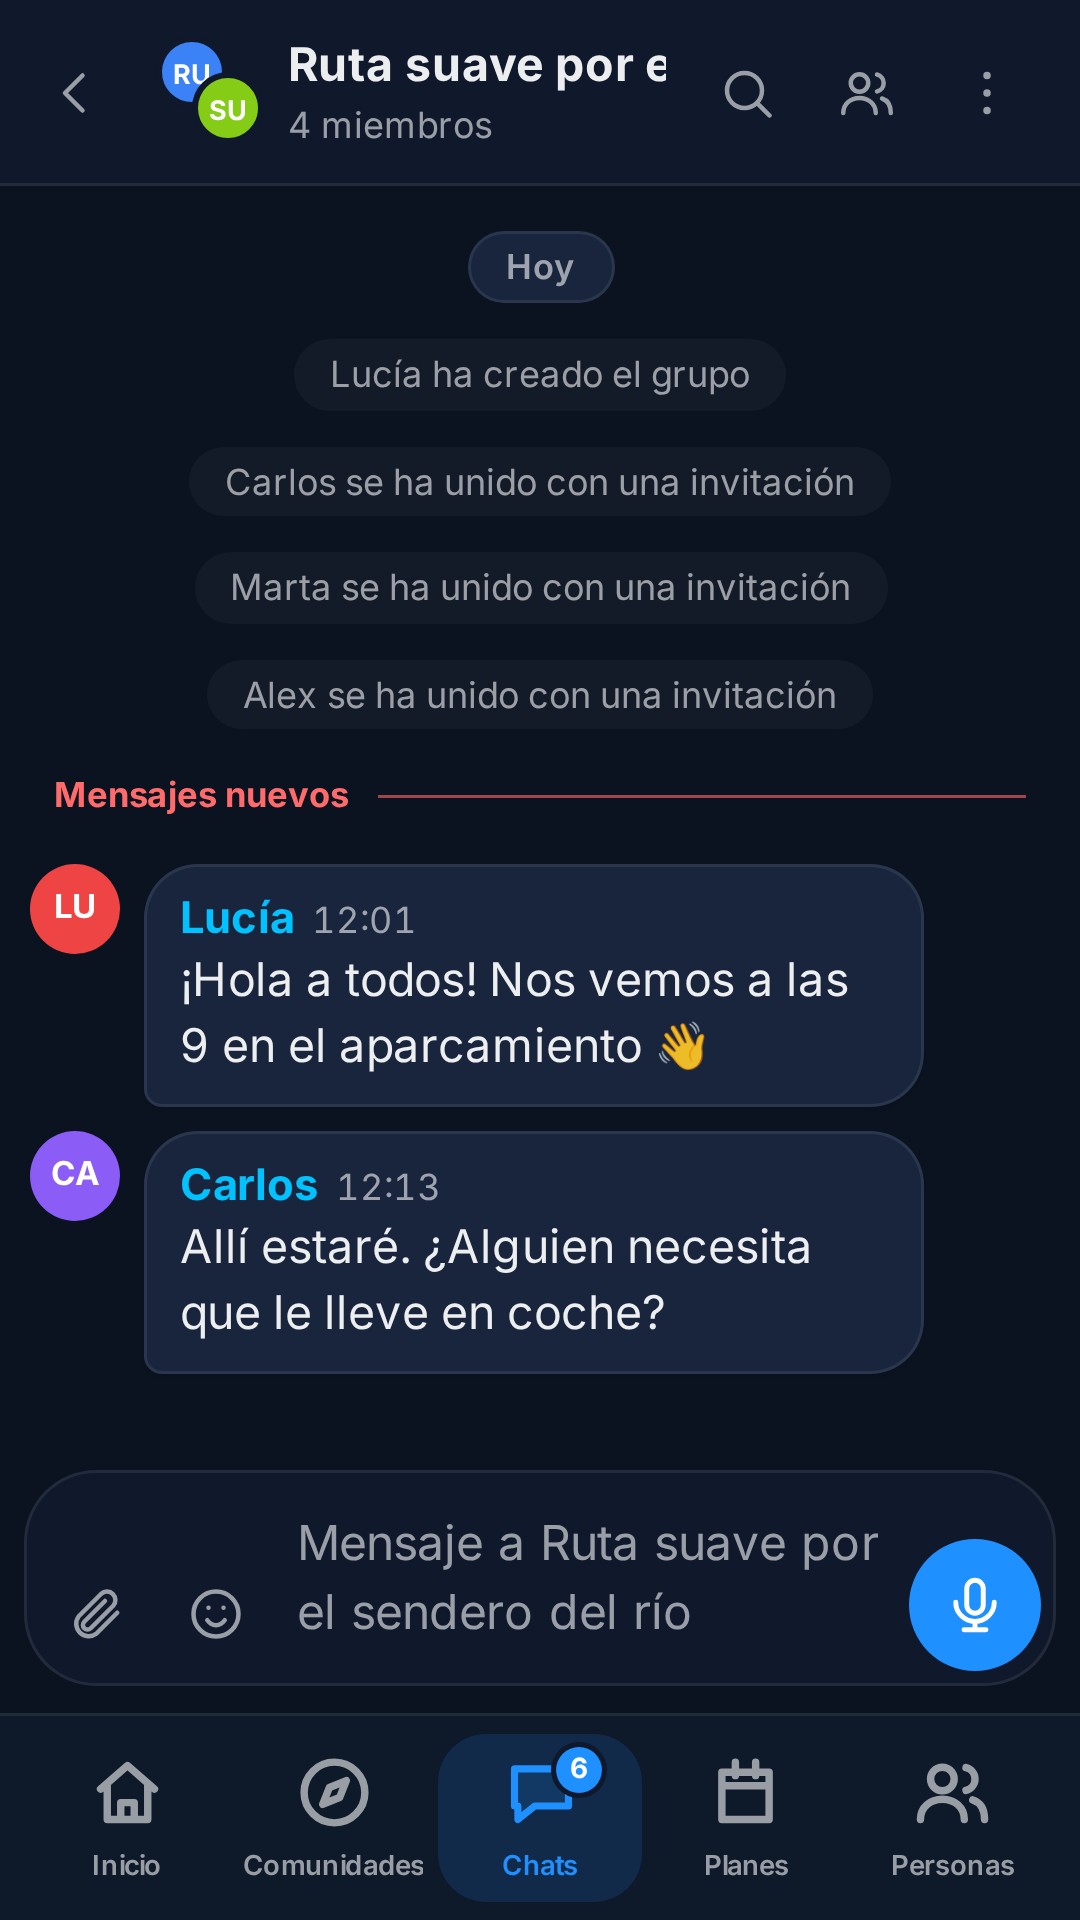 RU
SU
Ruta suave por e
4 miembros
Hoy
Lucía ha creado el grupo
Carlos se ha unido con una invitación
Marta se ha unido con una invitación
Alex se ha unido con una invitación
Mensajes nuevos
LU
Lucía 12:01
¡Hola a todos! Nos vemos a las
9 en el aparcamiento 👋
CA
Carlos 12:13
Allí estaré. ¿Alguien necesita
que le lleve en coche?
Mensaje a Ruta suave por
el sendero del río
6
Inicio
Comunidades
Chats
Planes
Personas